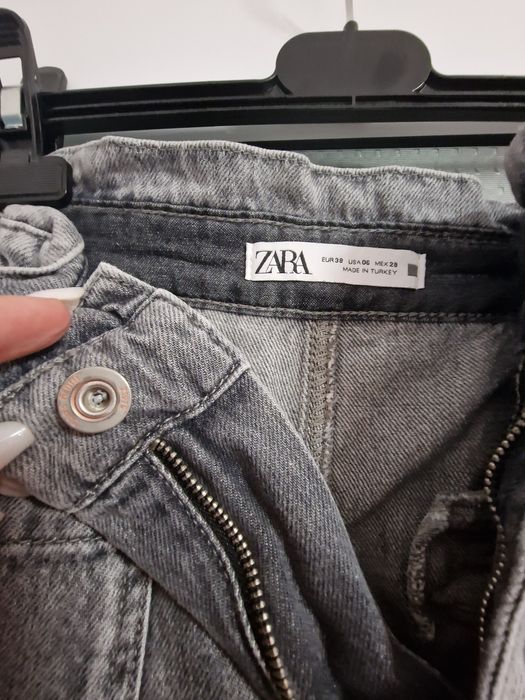 ZARA
EUR 38 USA 06 MEX 28
MADE IN TURKEY